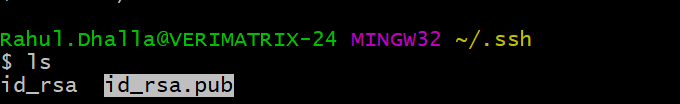 Rahul.Dhalla@VERIMATRIX-24 MINGW32 ~/.ssh
$ ls
id_rsa  id_rsa.pub